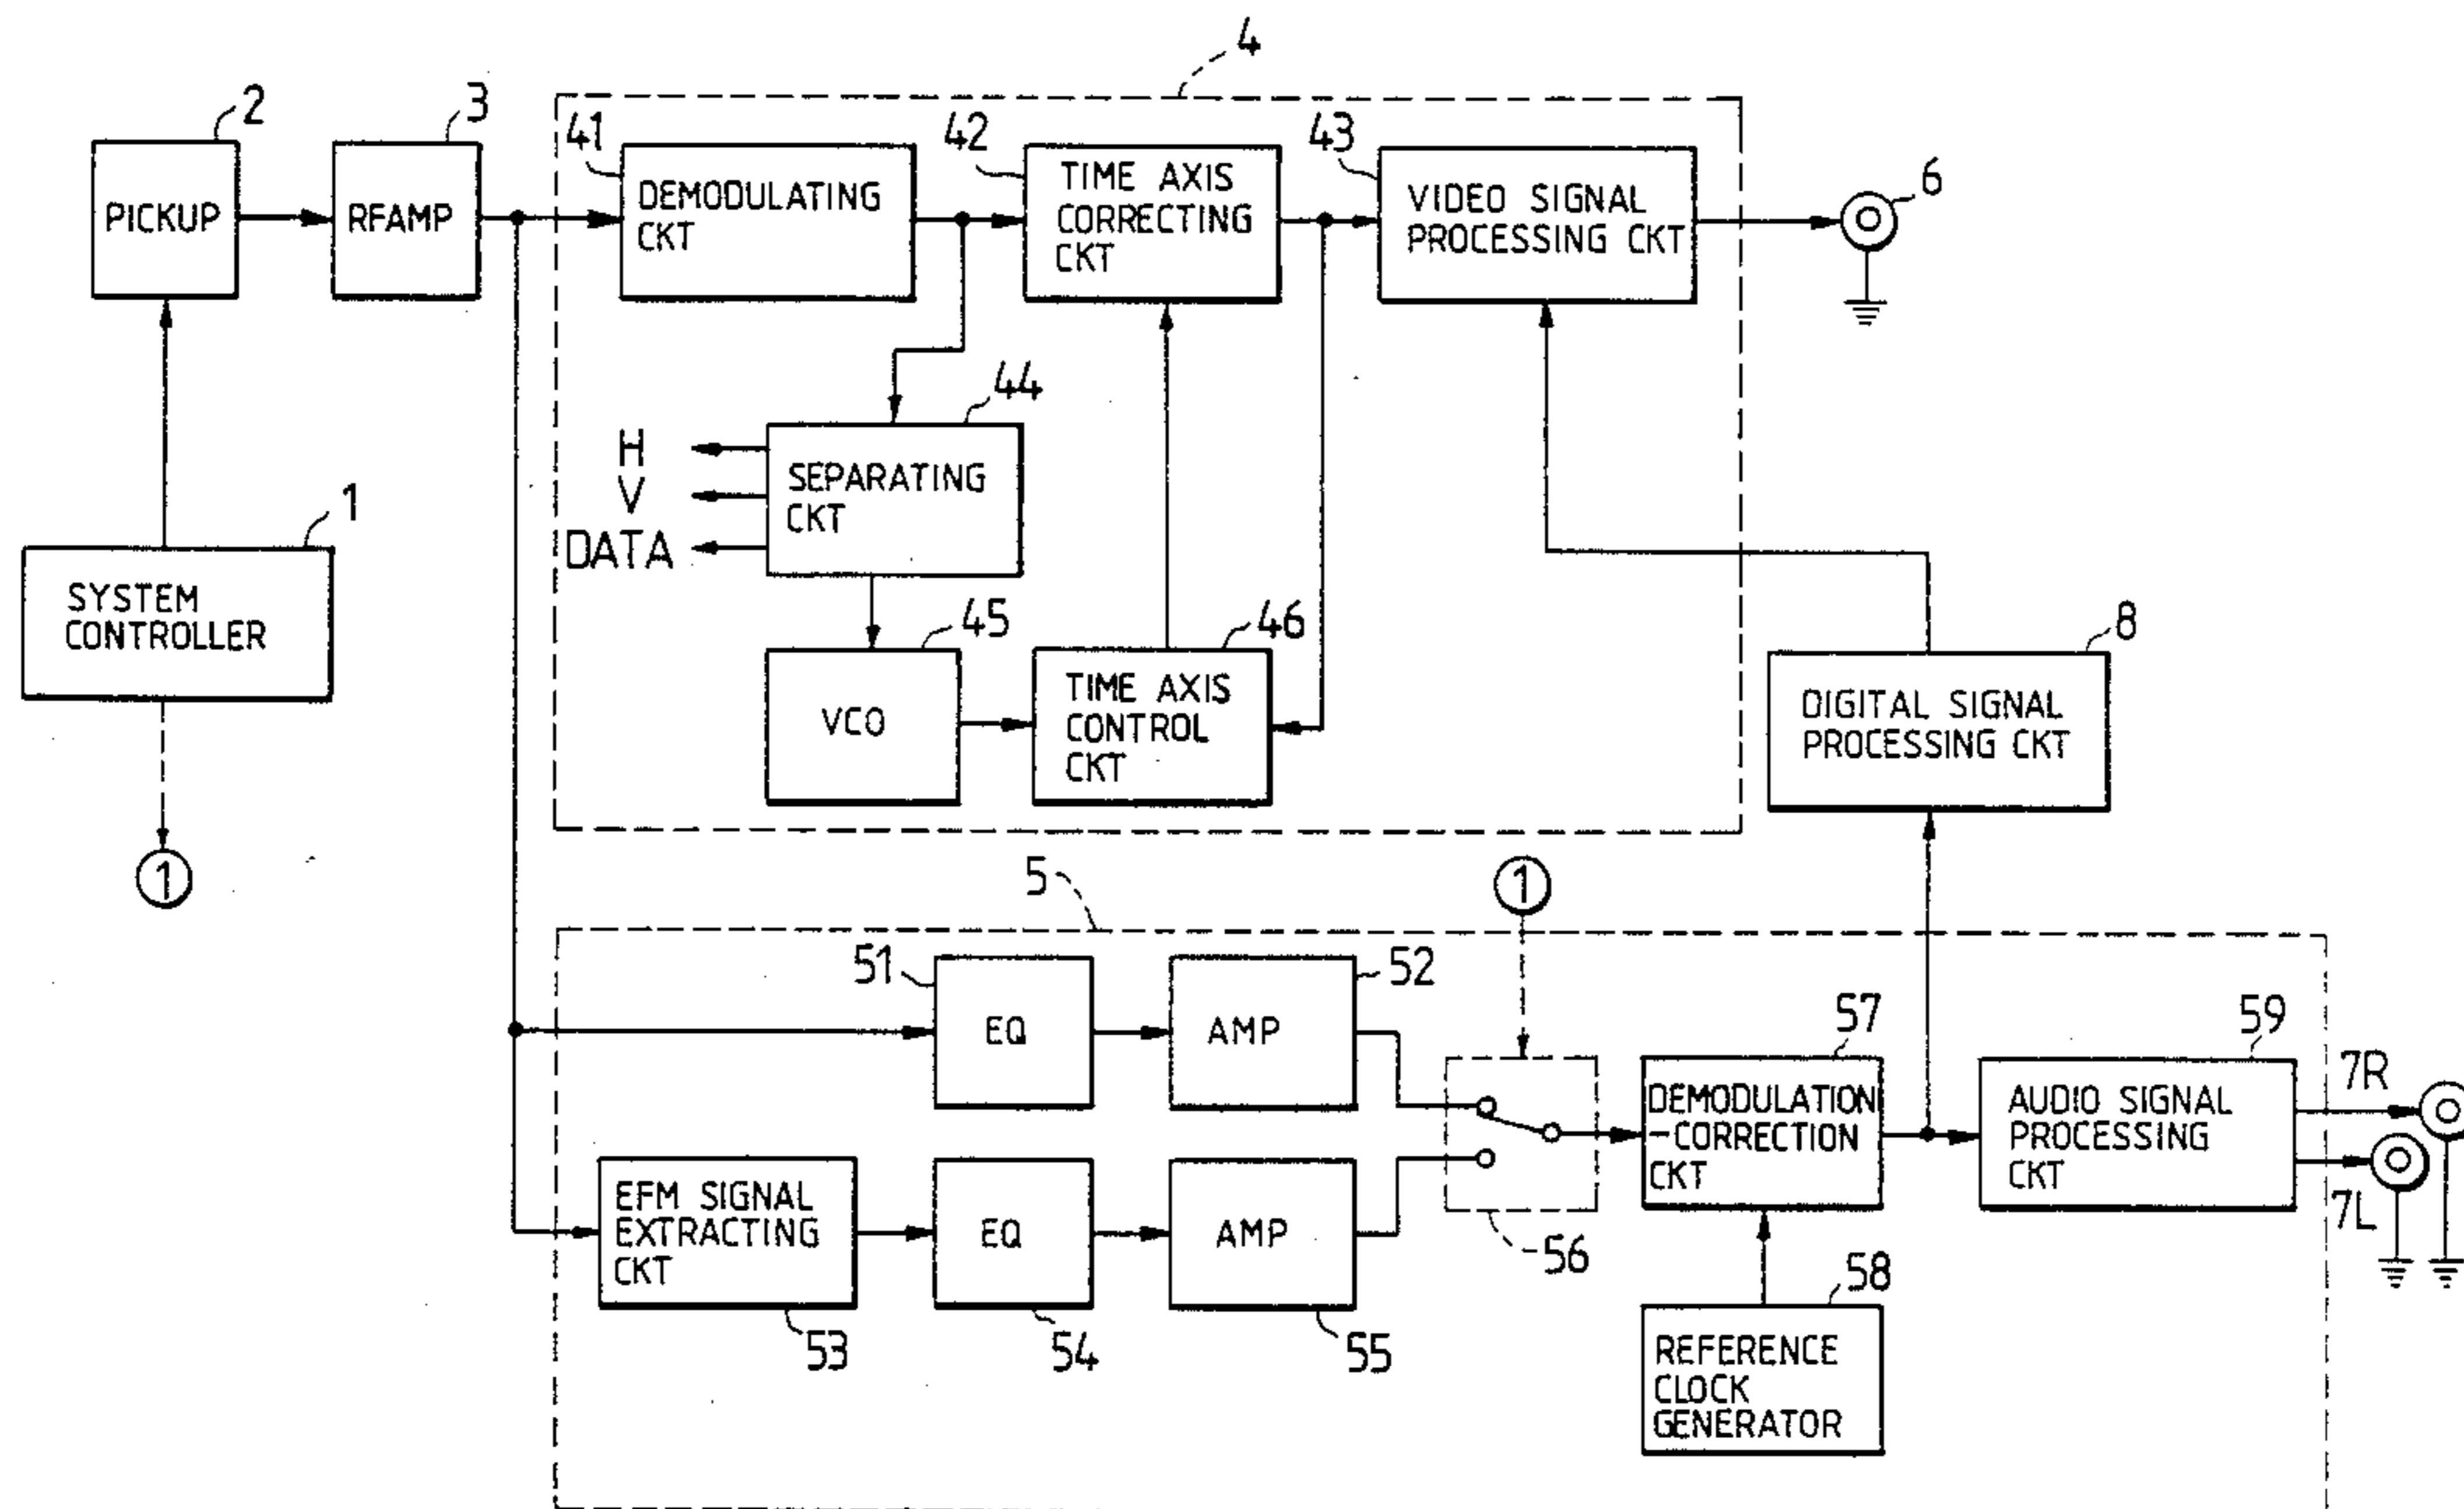 4
2
3
41
42
43
6
PICKUP
RFAMP
DEMODULATING
CKT
TIME AXIS
CORRECTING
CKT
VIDEO SIGNAL
PROCESSING CKT
44
H
V
DATA
SEPARATING
CKT
1
SYSTEM
CONTROLLER
45
46
8
VCO
TIME AXIS
CONTROL
CKT
DIGITAL SIGNAL
PROCESSING CKT
1
5
1
51
52
57
59
EQ
AMP
7R
DEMODULATION
-CORRECTION
CKT
AUDIO SIGNAL
PROCESSING
CKT
7L
EFM SIGNAL
EXTRACTING
CKT
EQ
AMP
56
58
53
54
55
REFERENCE
CLOCK
GENERATOR